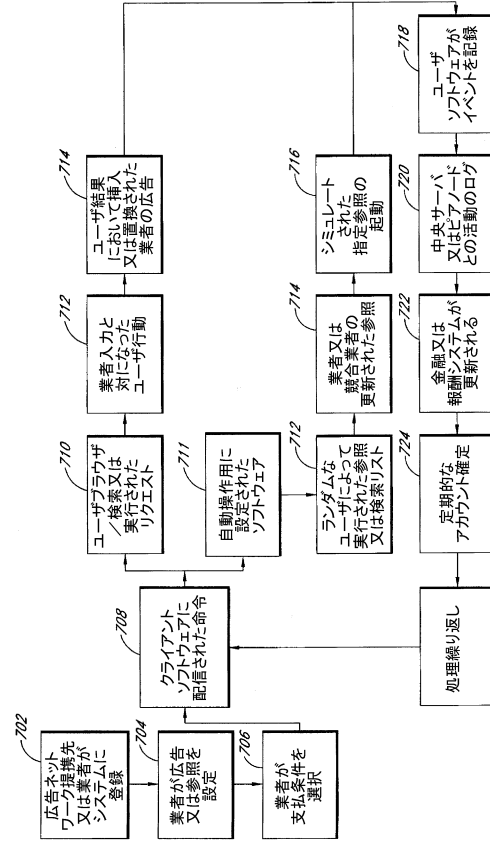 702
広告ネット
ワーク提携先
又は業者が
システムに
登録
704
業者が広告
又は参照を
設定
706
業者が
支払条件を
選択
708
クライアント
ソフトウェアに
配信された命令
710
ユーザブラウザ
／検索又は
実行された
リクエスト
712
業者入力と
対になった
ユーザ行動
714
ユーザ結果
において挿入
又は置換された
業者の広告
711
自動操作用に
設定された
ソフトウェア
712
ランダムな
ユーザによって
実行された参照
又は検索リスト
714
業者又は
競合業者の
更新された参照
716
シミュレート
された
指定参照の
起動
718
ユーザ
ソフトウェアが
イベントを記録
720
中央サーバ
又はピアノード
との活動のログ
722
金融又は
報酬システムが
更新される
724
定期的な
アカウント確定
処理繰り返し